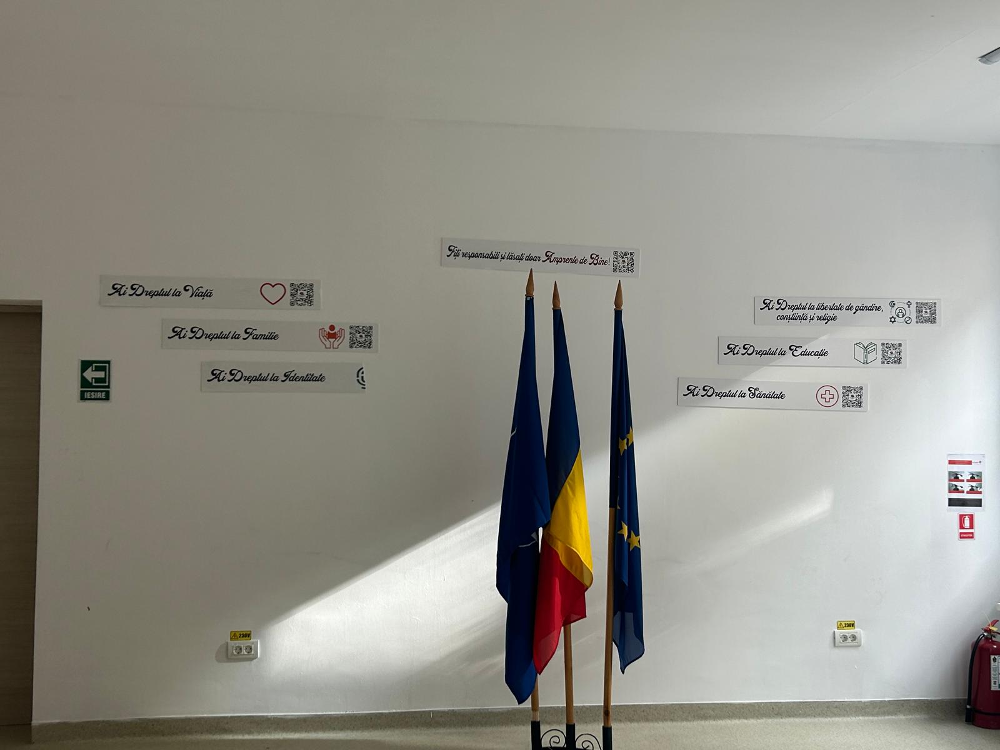 Fiți responsabili și lăsați doar Amprente de Bine!
Ai Dreptul la Viață
Ai Dreptul la Familie
Ai Dreptul la Identitate
IESIRE
Ai Dreptul la libertate de gândire,
conștiință și religie
Ai Dreptul la Educație
Ai Dreptul la Sănătate
230V
230V